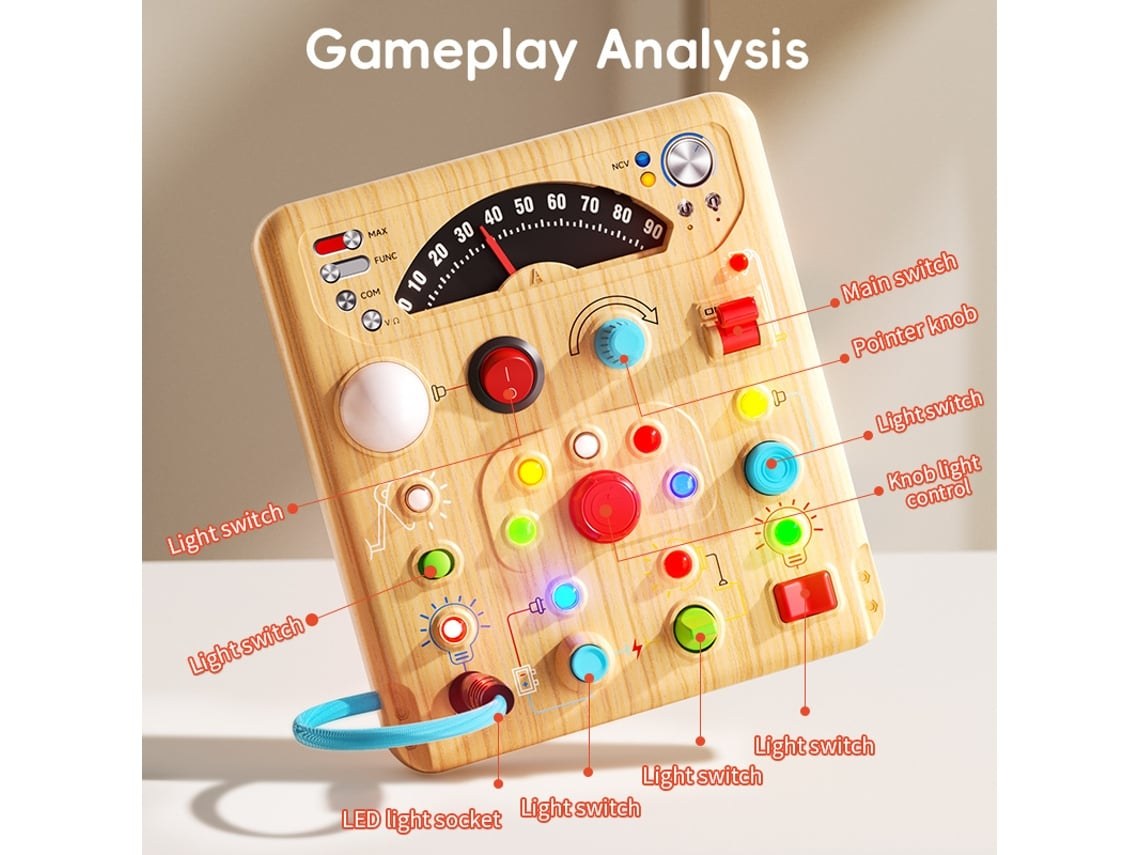 Gameplay Analysis
NCV
MAX
FUNC
COM
VΩ
0 10 20 30 40 50 60 70 80 90
A
Main switch
Pointer knob
Light switch
Knob light
control
Light switch
Light switch
Light switch
Light switch
LED light socket
Light switch